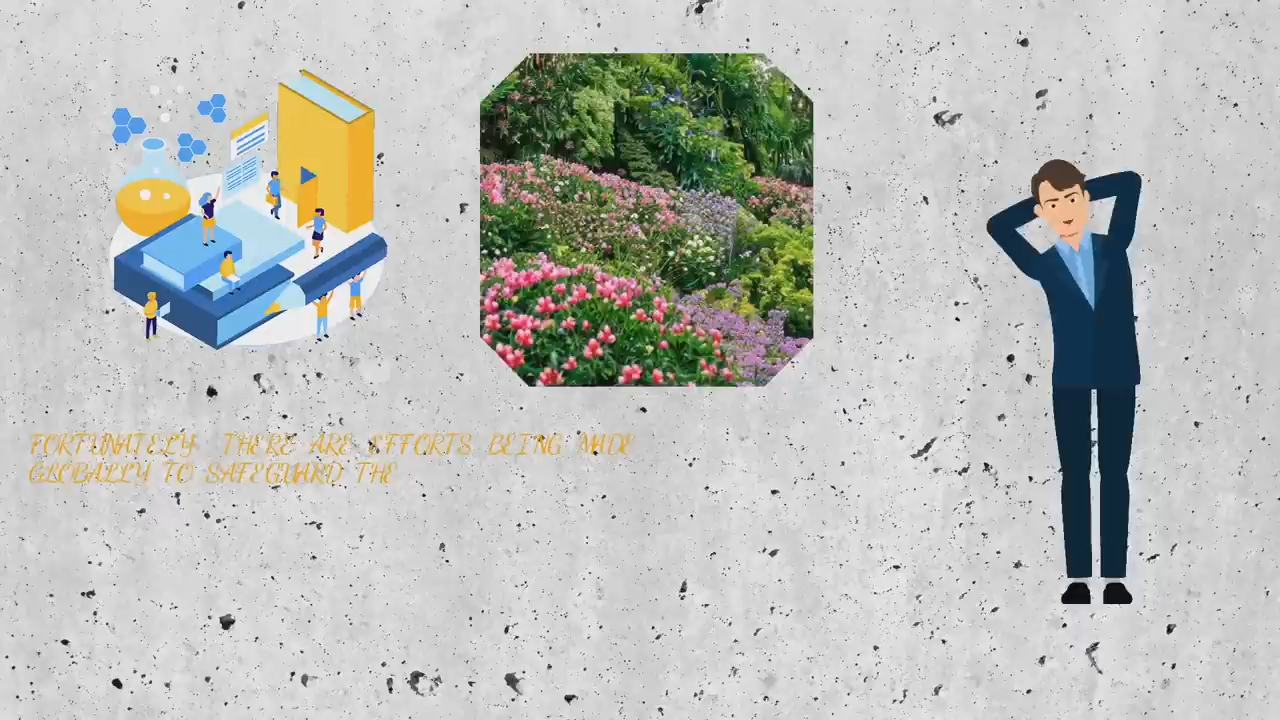 FORTUNATELY THERE ARE EFFORTS BEING MADE
GLOBALLY TO SAFEGUARD THE